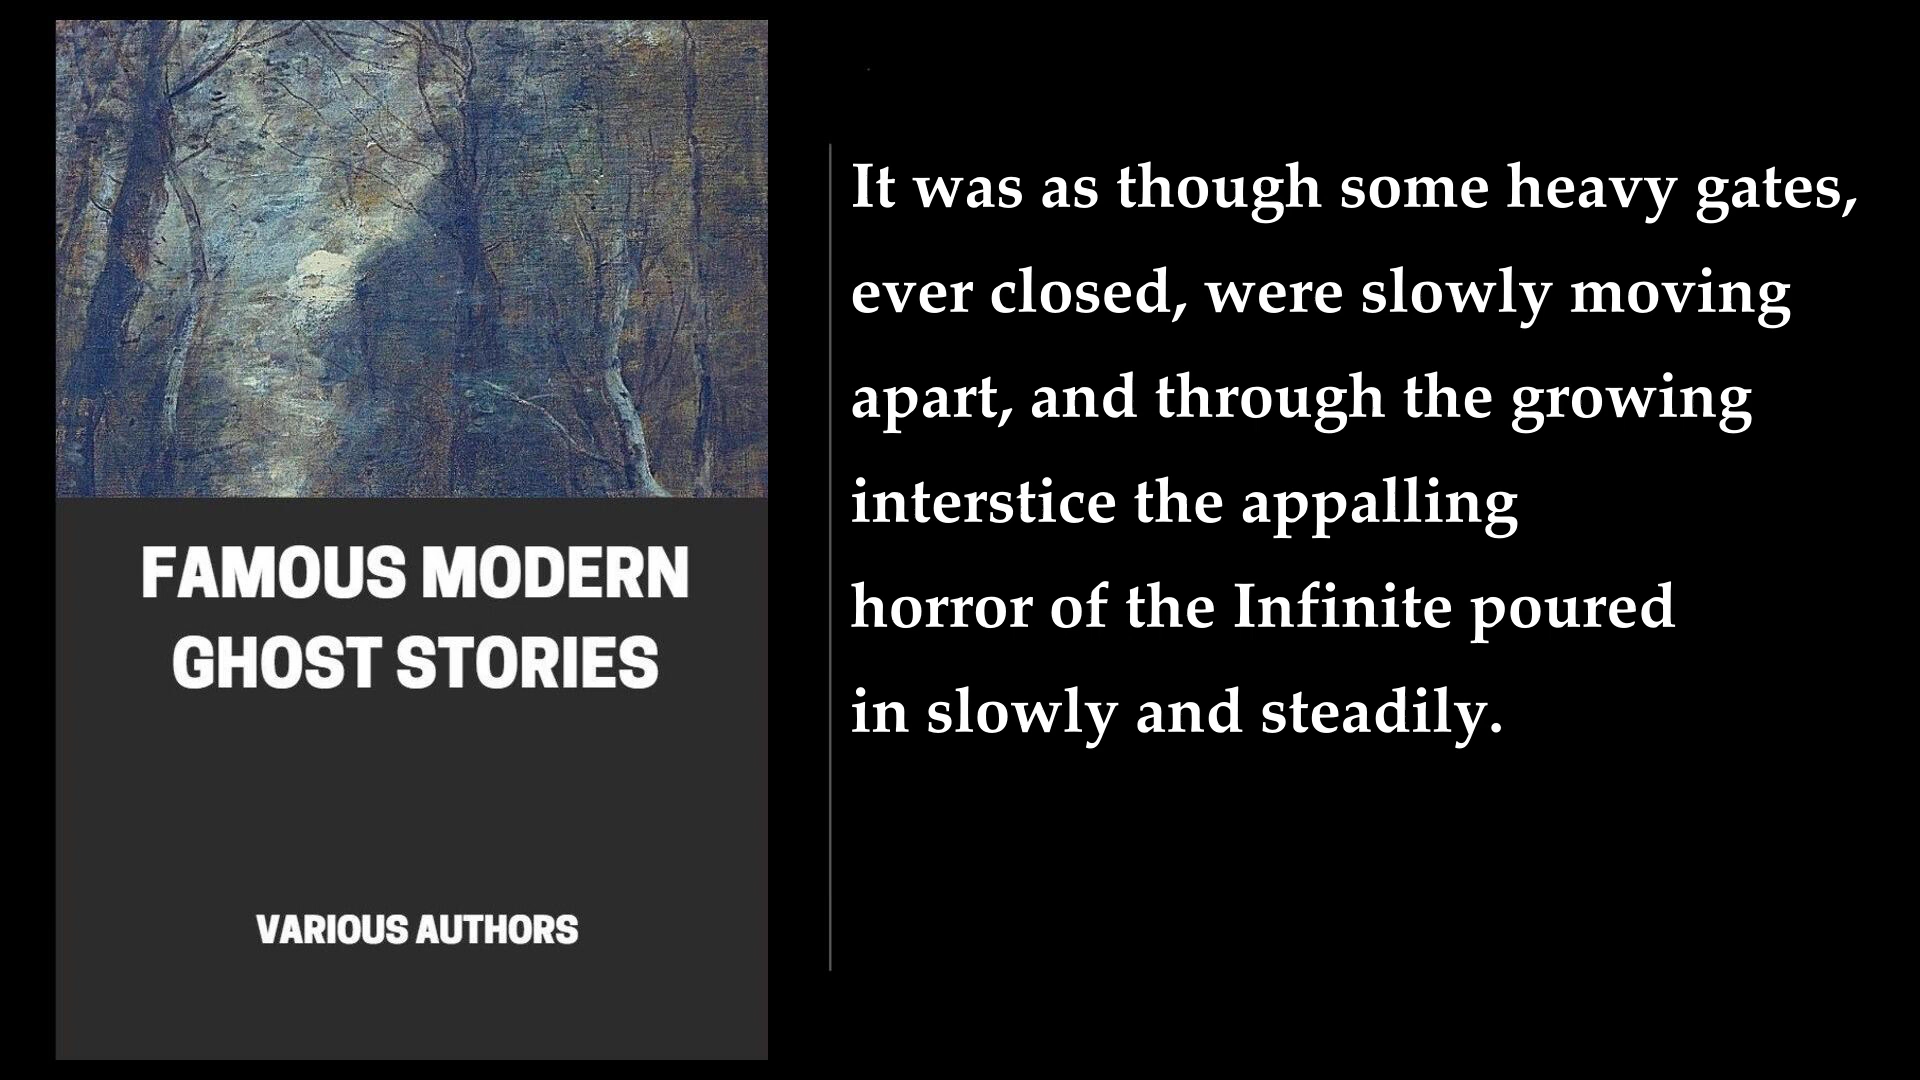 FAMOUS MODERN
GHOST STORIES
VARIOUS AUTHORS
It was as though some heavy gates,
ever closed, were slowly moving
apart, and through the growing
interstice the appalling
horror of the Infinite poured
in slowly and steadily.